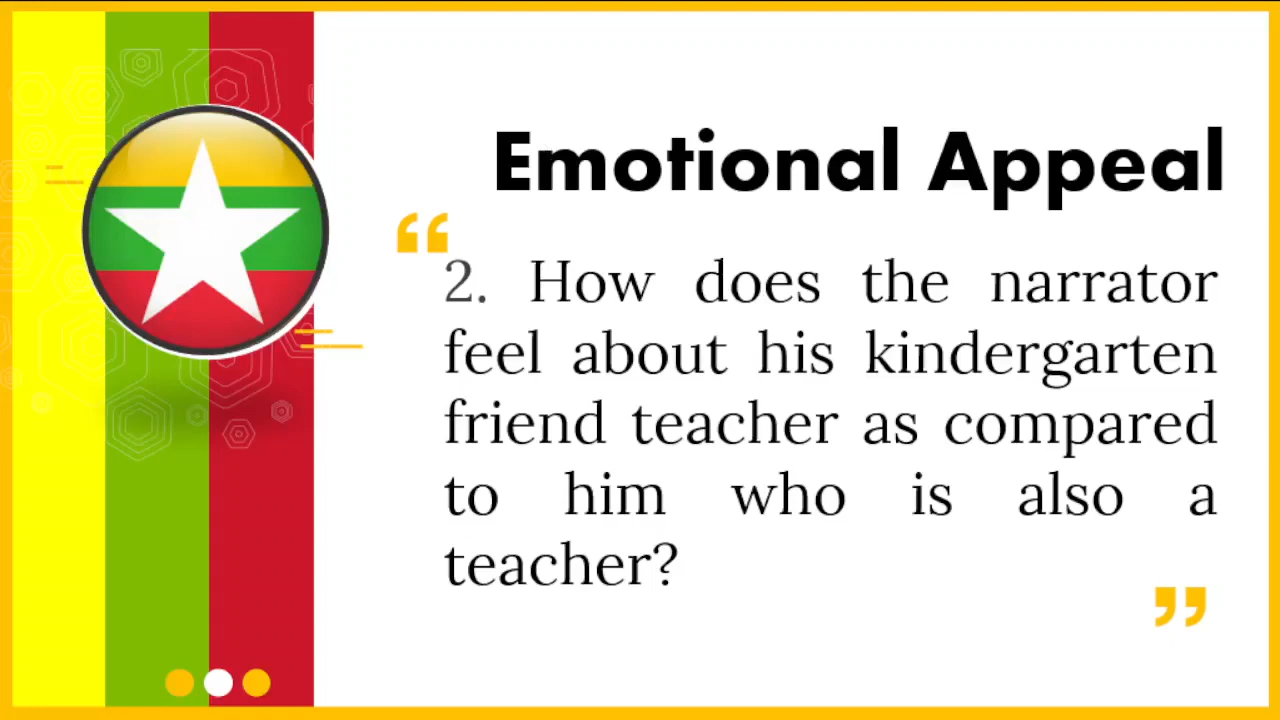 Emotional Appeal
“
2. How does the narrator
feel about his kindergarten
friend teacher as compared
to him who is also a
teacher?
”